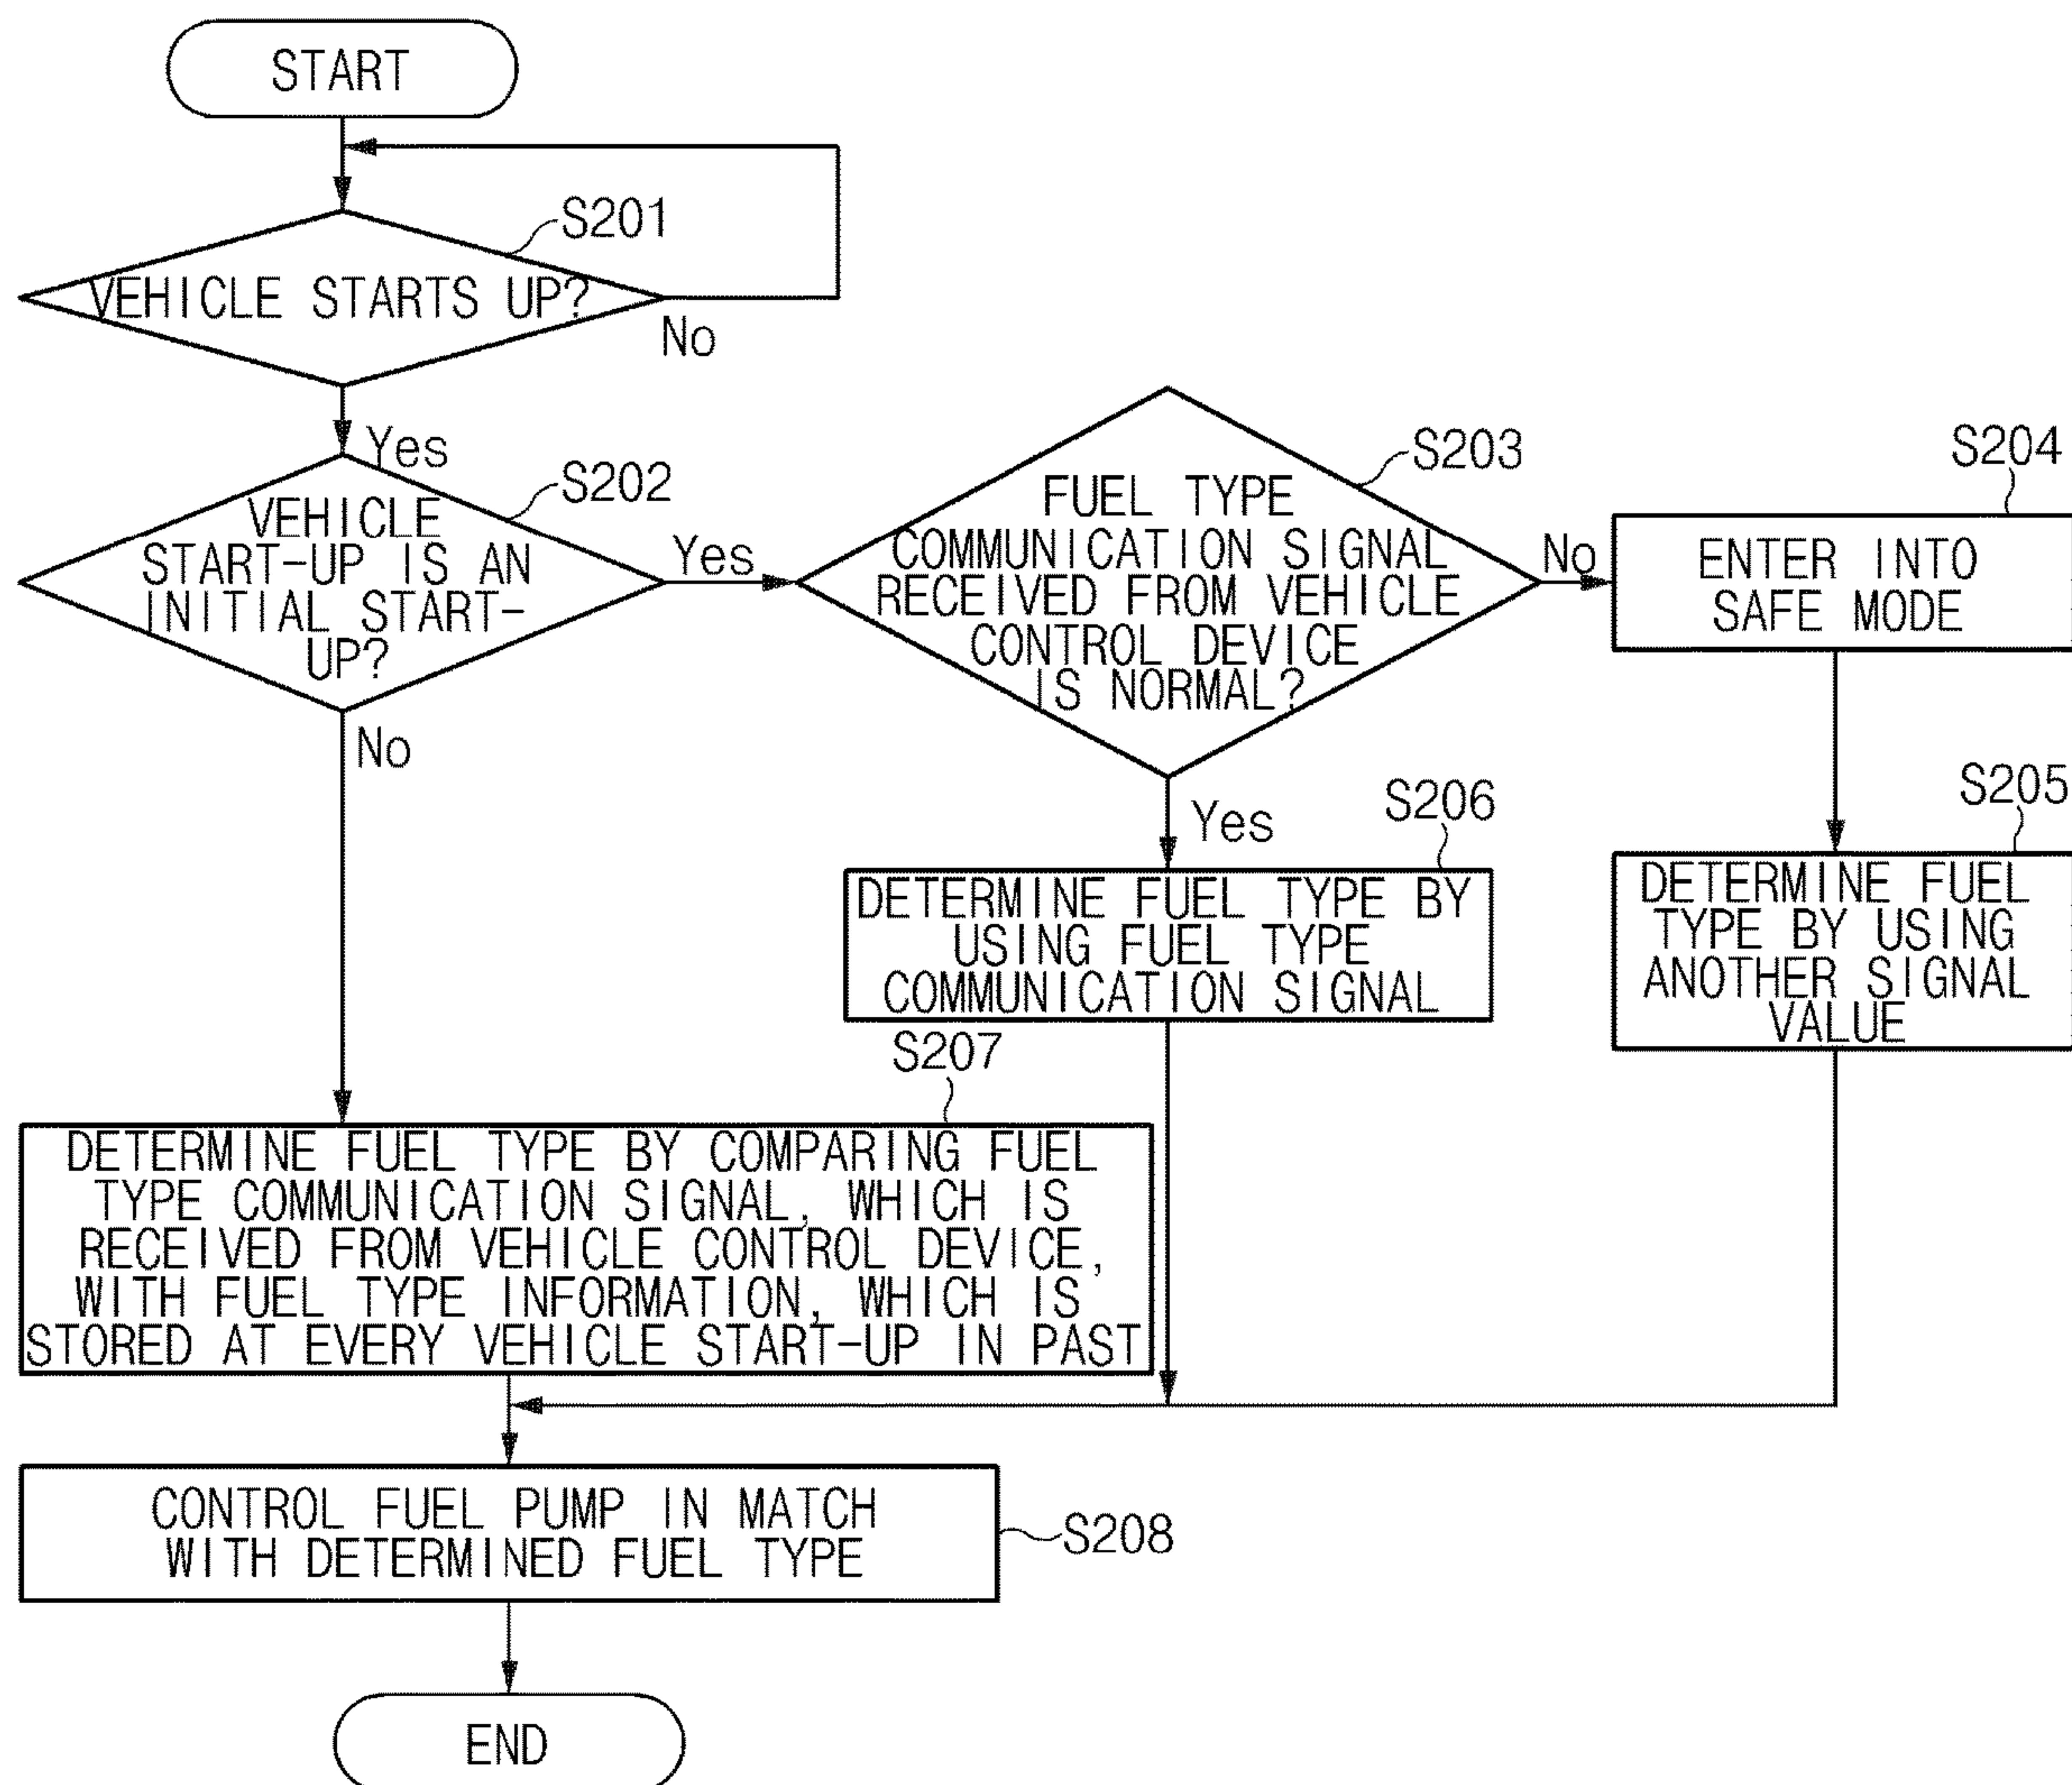 START
S201
VEHICLE STARTS UP?
No
Yes
S202
VEHICLE
START-UP IS AN
INITIAL START-
UP?
Yes
No
S203
FUEL TYPE
COMMUNICATION SIGNAL
RECEIVED FROM VEHICLE
CONTROL DEVICE
IS NORMAL?
No
Yes
S204
ENTER INTO
SAFE MODE
S205
DETERMINE FUEL
TYPE BY USING
ANOTHER SIGNAL
VALUE
S206
DETERMINE FUEL TYPE BY
USING FUEL TYPE
COMMUNICATION SIGNAL
S207
DETERMINE FUEL TYPE BY COMPARING FUEL
TYPE COMMUNICATION SIGNAL, WHICH IS
RECEIVED FROM VEHICLE CONTROL DEVICE,
WITH FUEL TYPE INFORMATION, WHICH IS
STORED AT EVERY VEHICLE START-UP IN PAST
CONTROL FUEL PUMP IN MATCH
WITH DETERMINED FUEL TYPE
S208
END